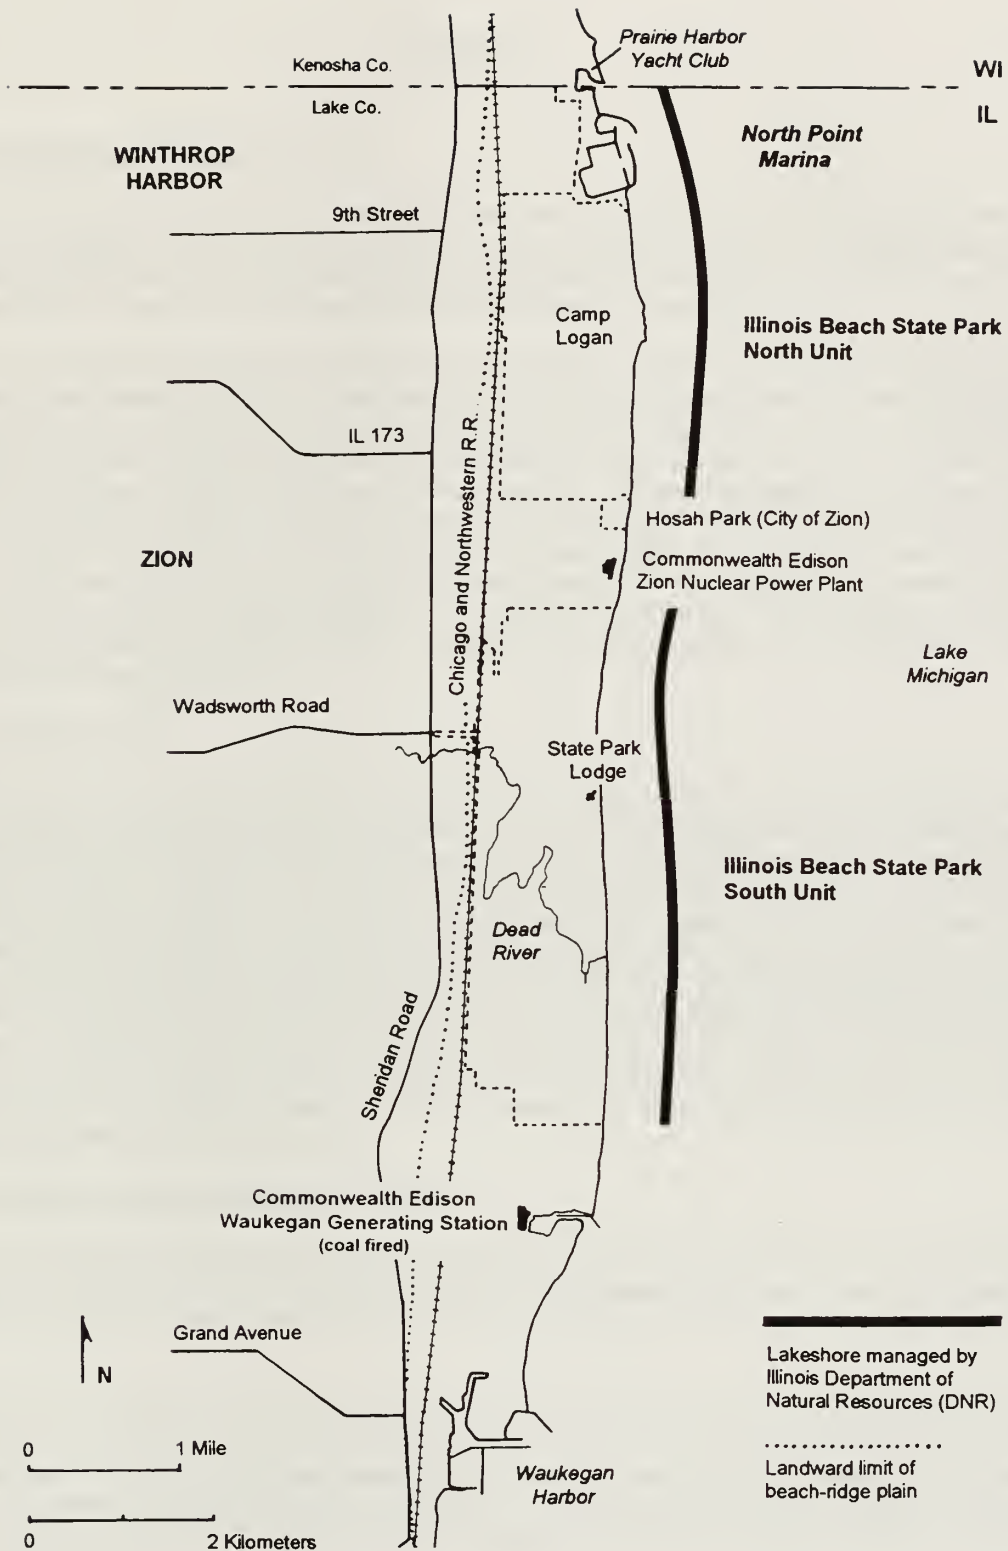 Prairie Harbor
Yacht Club
Kenosha Co.
WI
Lake Co.
IL
North Point
Marina
WINTHROP
HARBOR
9th Street
Camp
Logan
Illinois Beach State Park
North Unit
IL 173
Chicago and Northwestern R.R.
Hosah Park (City of Zion)
ZION
Commonwealth Edison
Zion Nuclear Power Plant
Lake
Michigan
Wadsworth Road
State Park
Lodge
Illinois Beach State Park
South Unit
Dead
River
Sheridan Road
Commonwealth Edison
Waukegan Generating Station
(coal fired)
Grand Avenue
N
Lakeshore managed by
Illinois Department of
Natural Resources (DNR)
0 1 Mile
Landward limit of
beach-ridge plain
Waukegan
Harbor
0 2 Kilometers